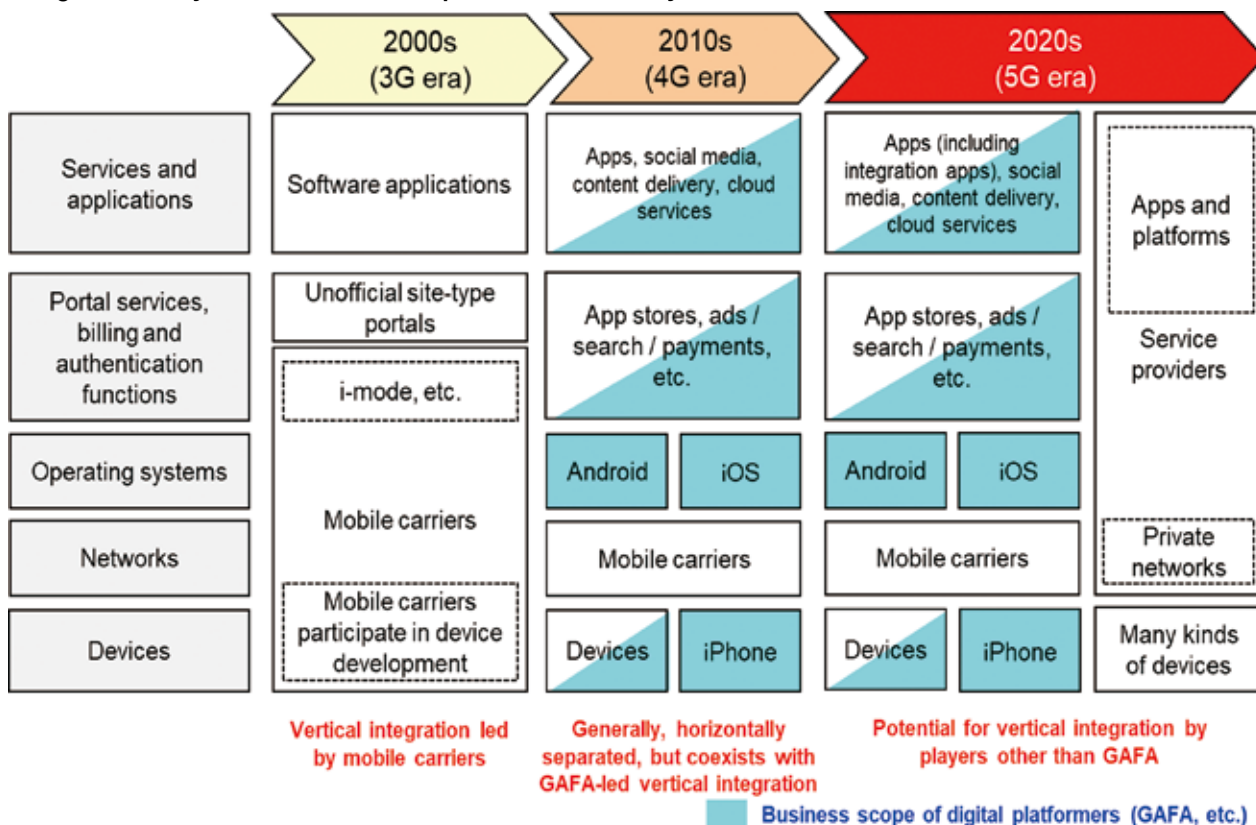 2000s
(3G era)
2010s
(4G era)
2020s
(5G era)
Services and
applications
Software applications
Apps, social media,
content delivery, cloud
services
Apps (including
integration apps), social
media, content delivery,
cloud services
Apps and
platforms
Portal services,
billing and
authentication
functions
Unofficial site-type
portals
i-mode, etc.
App stores, ads /
search / payments,
etc.
App stores, ads /
search / payments,
etc.
Service
providers
Operating systems
Android
iOS
Android
iOS
Networks
Mobile carriers
Mobile carriers
Mobile carriers
Private
networks
Devices
Mobile carriers
participate in device
development
Devices
iPhone
Devices
iPhone
Many kinds
of devices
Vertical integration led
by mobile carriers
Generally, horizontally
separated, but coexists with
GAFA-led vertical integration
Potential for vertical integration by
players other than GAFA
Business scope of digital platformers (GAFA, etc.)